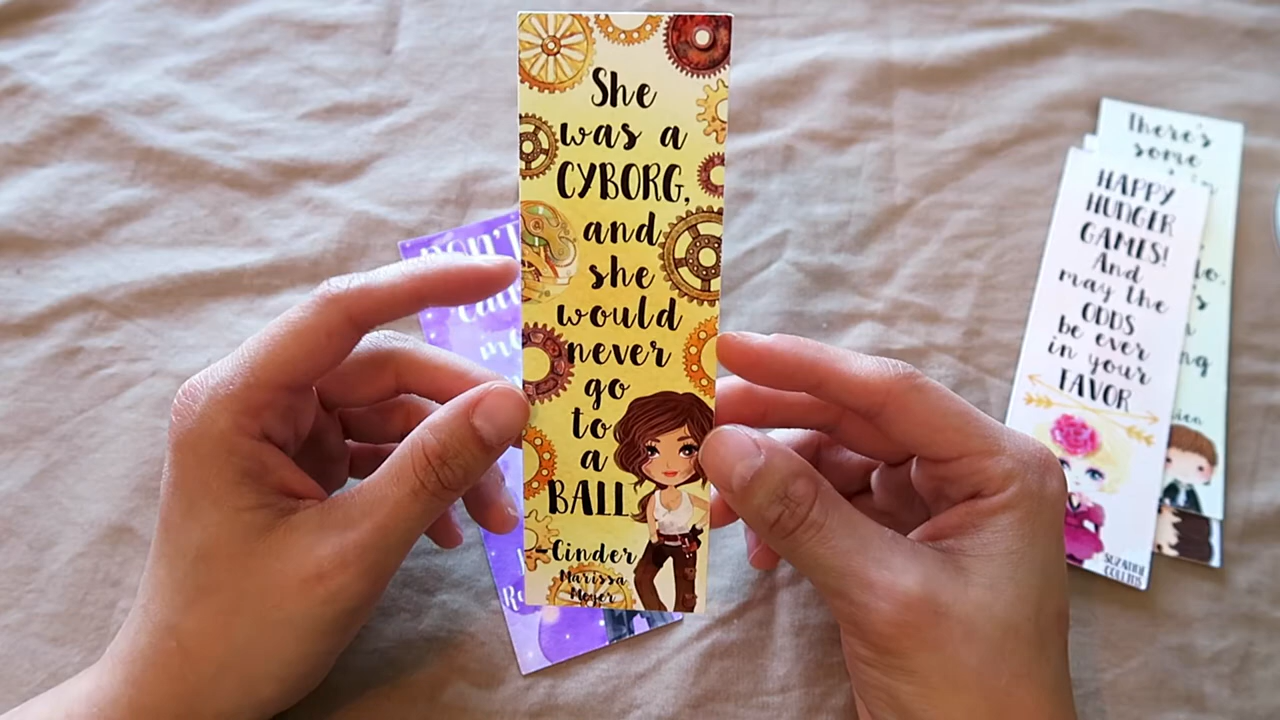 She
was a
CYBORG,
and
she
would
never
go
to
a
BALL
-Cinder
Marissa
Meyer
DON'T
HAPPY
HUNGER
GAMES!
And
may the
ODDS
be ever
in your
FAVOR
SUZANNE
COLLINS
There's
some